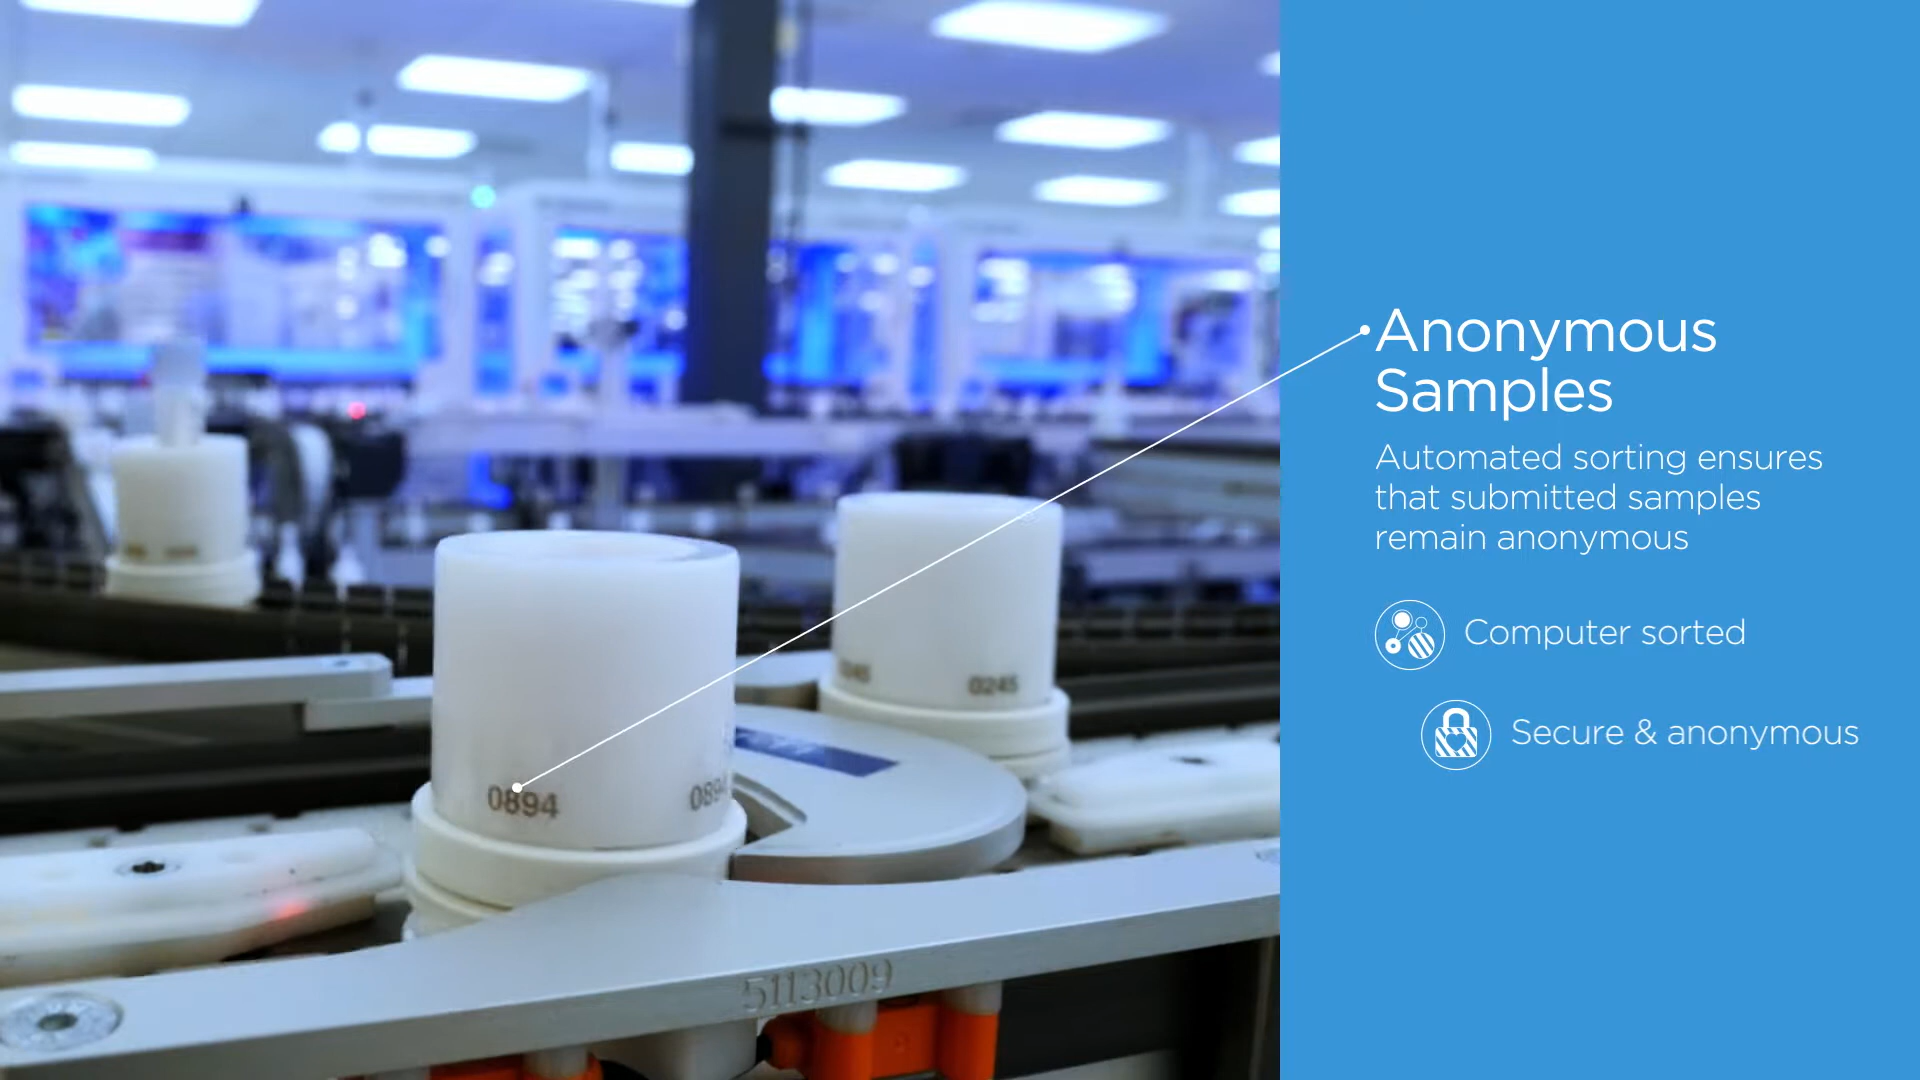 Anonymous
Samples
Automated sorting ensures
that submitted samples
remain anonymous
Computer sorted
Secure & anonymous
0245
0894
5113009